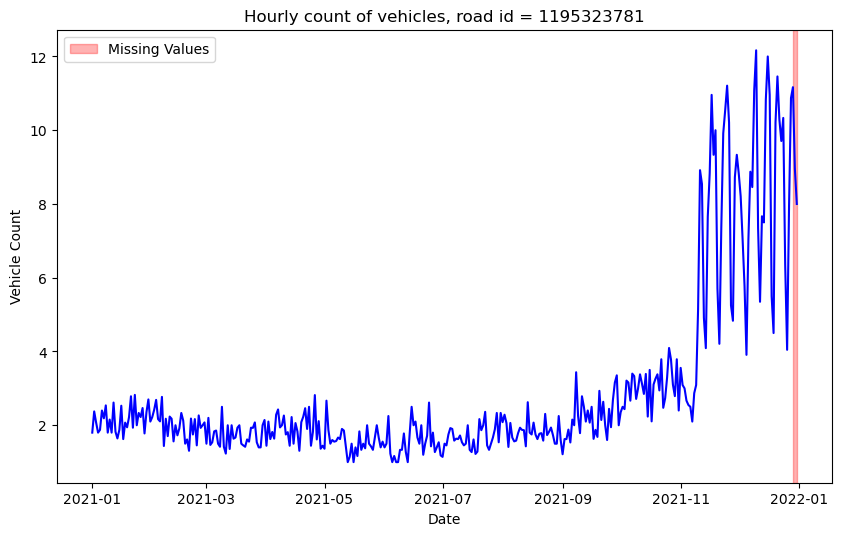 Hourly count of vehicles, road id = 1195323781
Missing Values
Vehicle Count
12
10
8
6
4
2
2021-01 2021-03 2021-05 2021-07 2021-09 2021-11 2022-01
Date